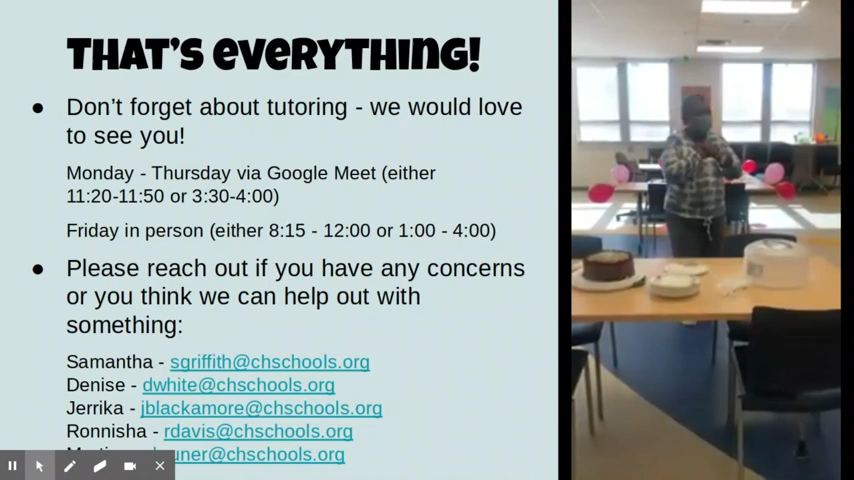 THAT'S EVERYTHING!
● Don't forget about tutoring - we would love
to see you!
Monday - Thursday via Google Meet (either
11:20-11:50 or 3:30-4:00)
Friday in person (either 8:15 - 12:00 or 1:00 - 4:00)
● Please reach out if you have any concerns
or you think we can help out with
something:
Samantha - sgriffith@chschools.org
Denise - dwhite@chschools.org
Jerrika - jblackamore@chschools.org
Ronnisha - rdavis@chschools.org